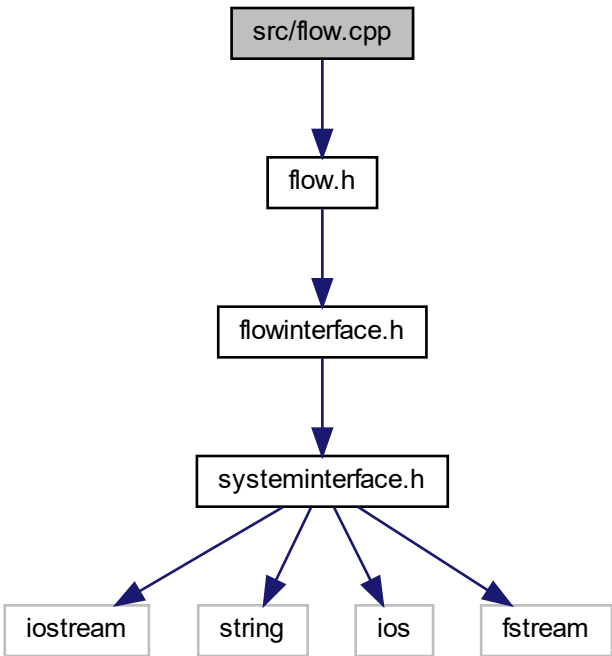 src/flow.cpp
flow.h
flowinterface.h
systeminterface.h
iostream
string
ios
fstream